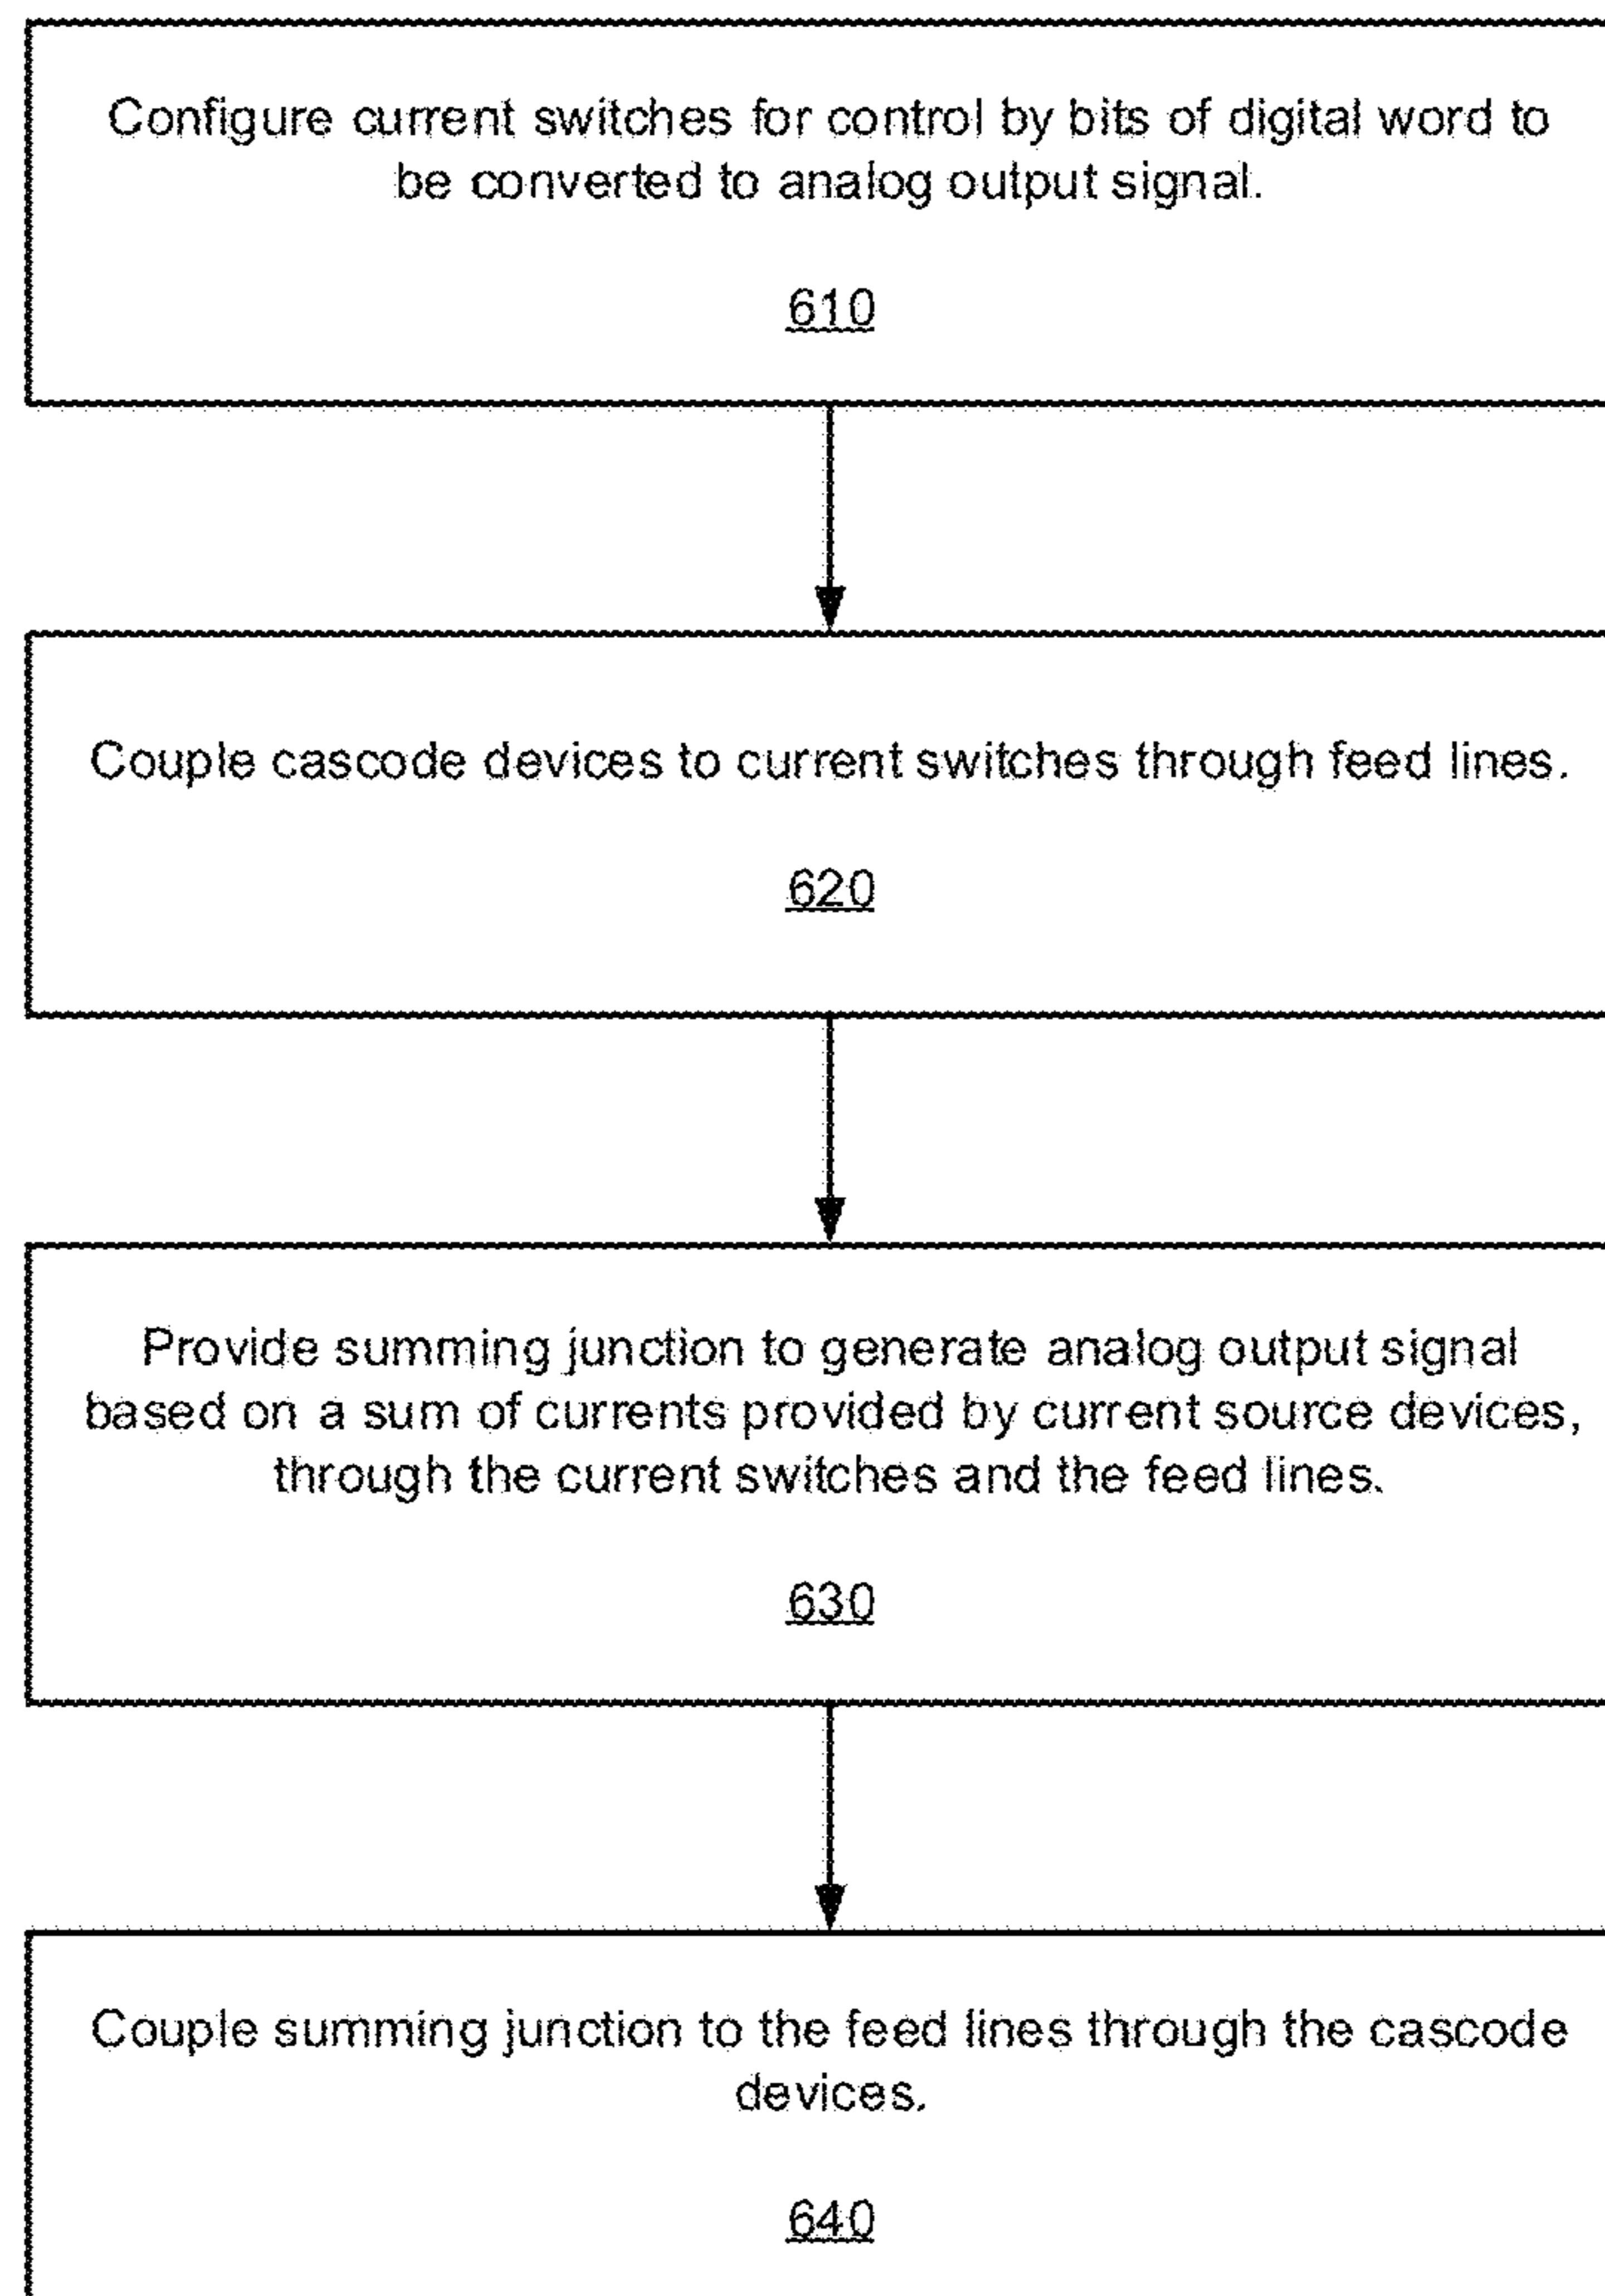 Configure current switches for control by bits of digital word to
be converted to analog output signal.
610
Couple cascode devices to current switches through feed lines.
620
Provide summing junction to generate analog output signal
based on a sum of currents provided by current source devices,
through the current switches and the feed lines.
630
Couple summing junction to the feed lines through the cascode
devices.
640